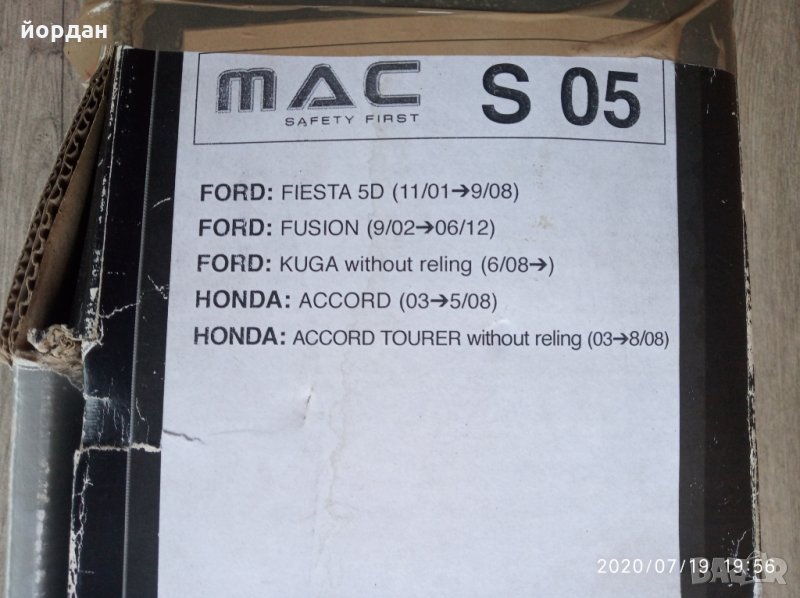 йордан
MAC S 05
SAFETY FIRST
FORD: FIESTA 5D (11/01➔9/08)
FORD: FUSION (9/02➔06/12)
FORD: KUGA without reling (6/08➔)
HONDA: ACCORD (03➔5/08)
HONDA: ACCORD TOURER without reling (03➔8/08)
2020/07/19 19:56